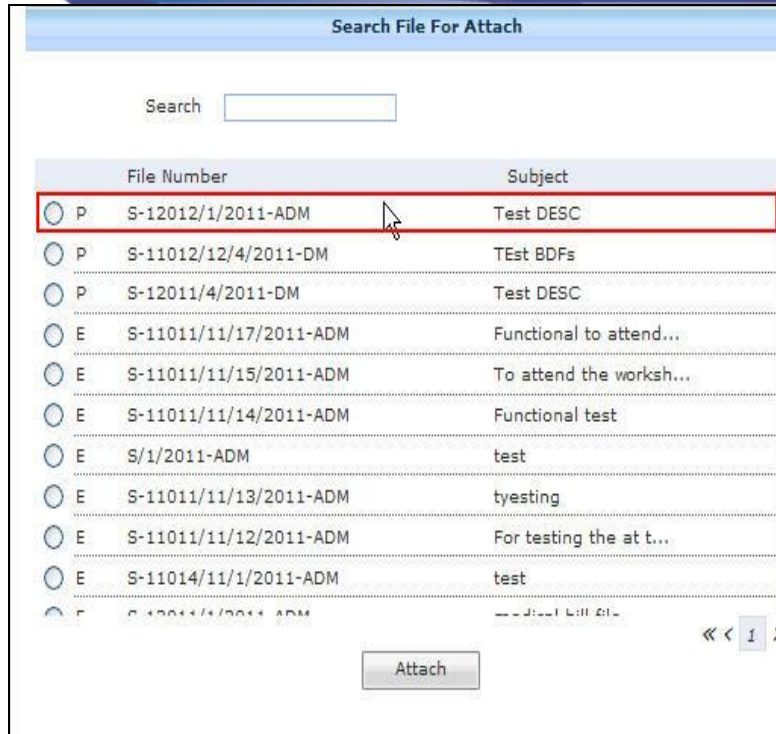 Search File For Attach
Search
File Number Subject
P S-12012/1/2011-ADM Test DESC
P S-11012/12/4/2011-DM TEst BDFs
P S-12011/4/2011-DM Test DESC
E S-11011/11/17/2011-ADM Functional to attend...
E S-11011/11/15/2011-ADM To attend the worksh...
E S-11011/11/14/2011-ADM Functional test
E S/1/2011-ADM test
E S-11011/11/13/2011-ADM tyesting
E S-11011/11/12/2011-ADM For testing the at t...
E S-11014/11/1/2011-ADM test
medical bill file
« < 1
Attach